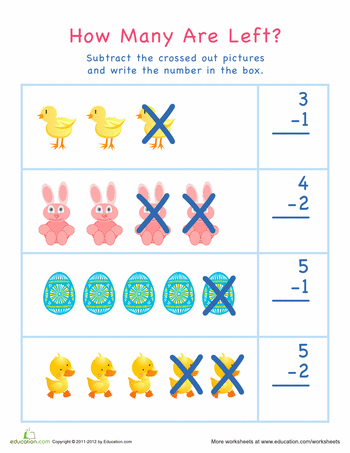 How Many Are Left?
Subtract the crossed out pictures
and write the number in the box.
3
-1
4
-2
5
-1
5
-2
education.com
Copyright © 2011-2012 by Education.com
More worksheets at www.education.com/worksheets